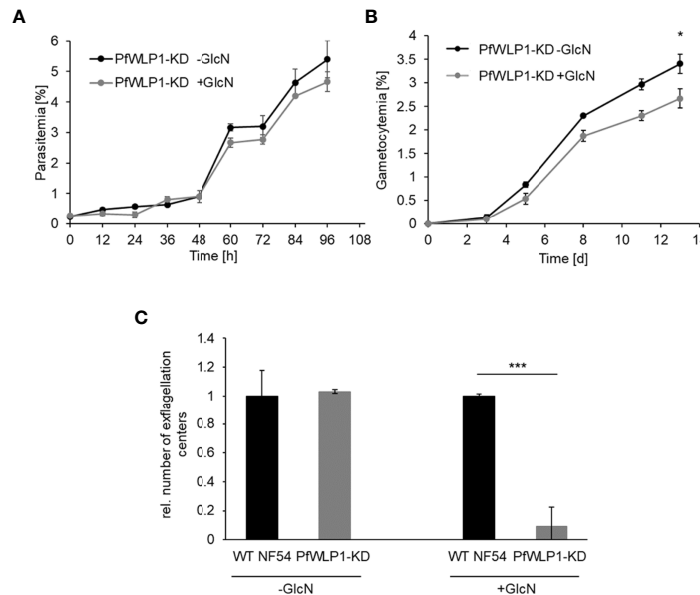 A
PfWLP1-KD -GlcN
PfWLP1-KD +GlcN
Parasitemia [%]
6
5
4
3
2
1
0
0 12 24 36 48 60 72 84 96 108
Time [h]
B
*
PfWLP1-KD -GlcN
PfWLP1-KD +GlcN
Gametocytemia [%]
4
3.5
3
2.5
2
1.5
1
0.5
0
0 2 4 6 8 10 12 14
Time [d]
C
rel. number of exflagellation
centers
1.4
1.2
1
0.8
0.6
0.4
0.2
0
***
WT NF54 PfWLP1-KD WT NF54 PfWLP1-KD
-GlcN +GlcN